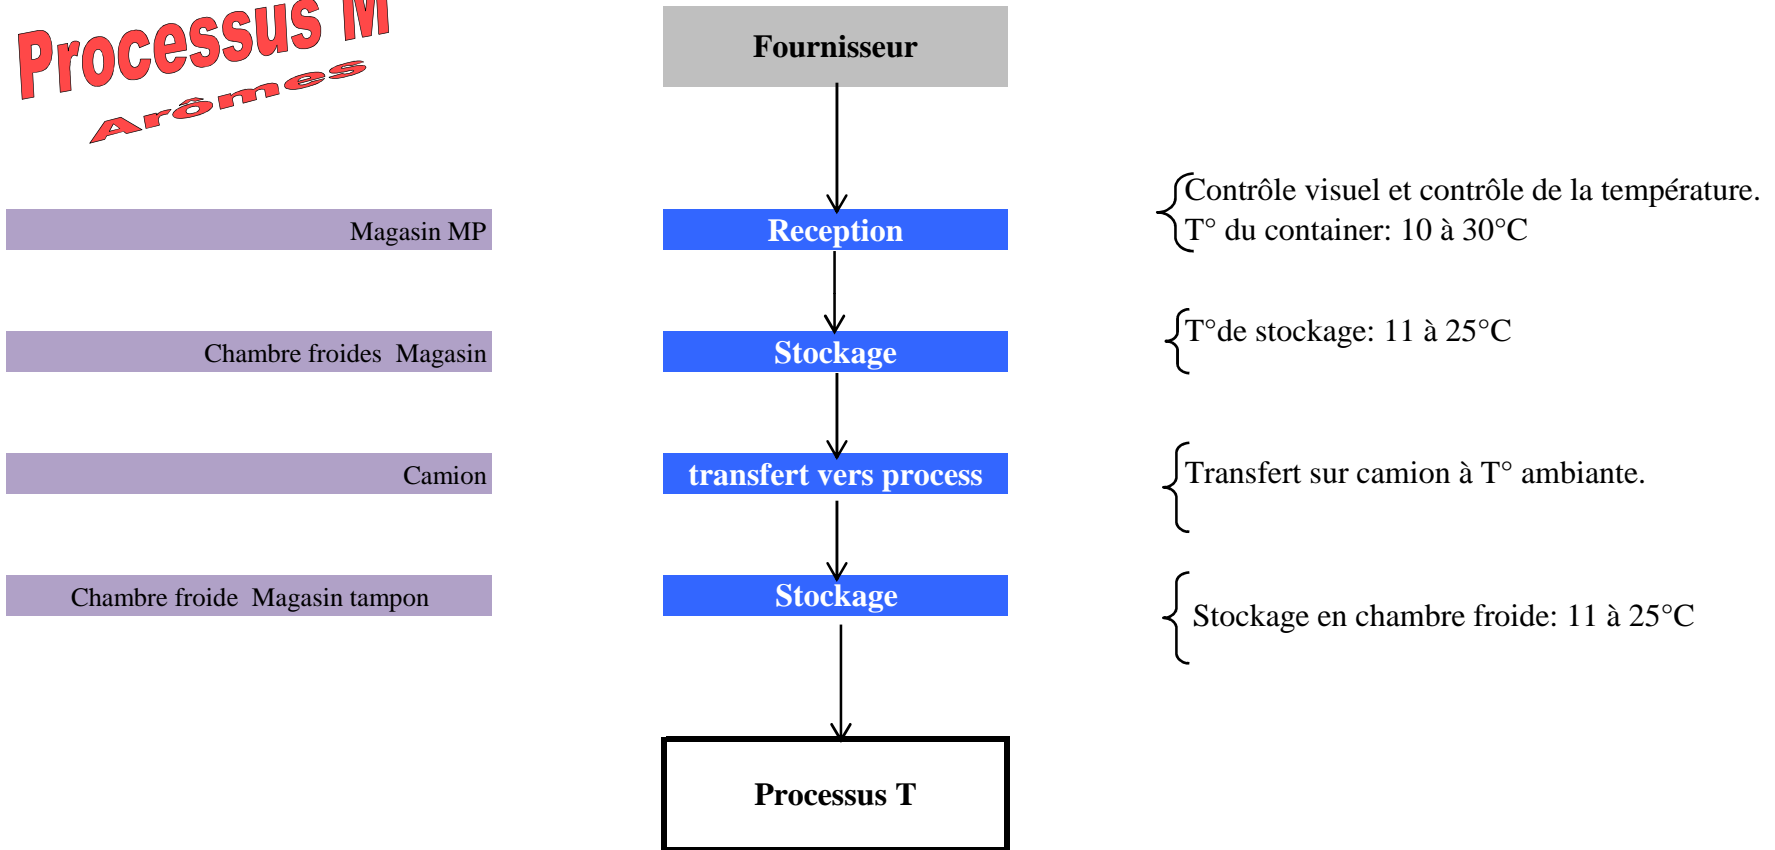 Processus M
Arômes
Fournisseur
Magasin MP
Reception
Contrôle visuel et contrôle de la température.
T° du container: 10 à 30°C
Chambre froides  Magasin
Stockage
T°de stockage: 11 à 25°C
Camion
transfert vers process
Transfert sur camion à T° ambiante.
Chambre froide  Magasin tampon
Stockage
Stockage en chambre froide: 11 à 25°C
Processus T